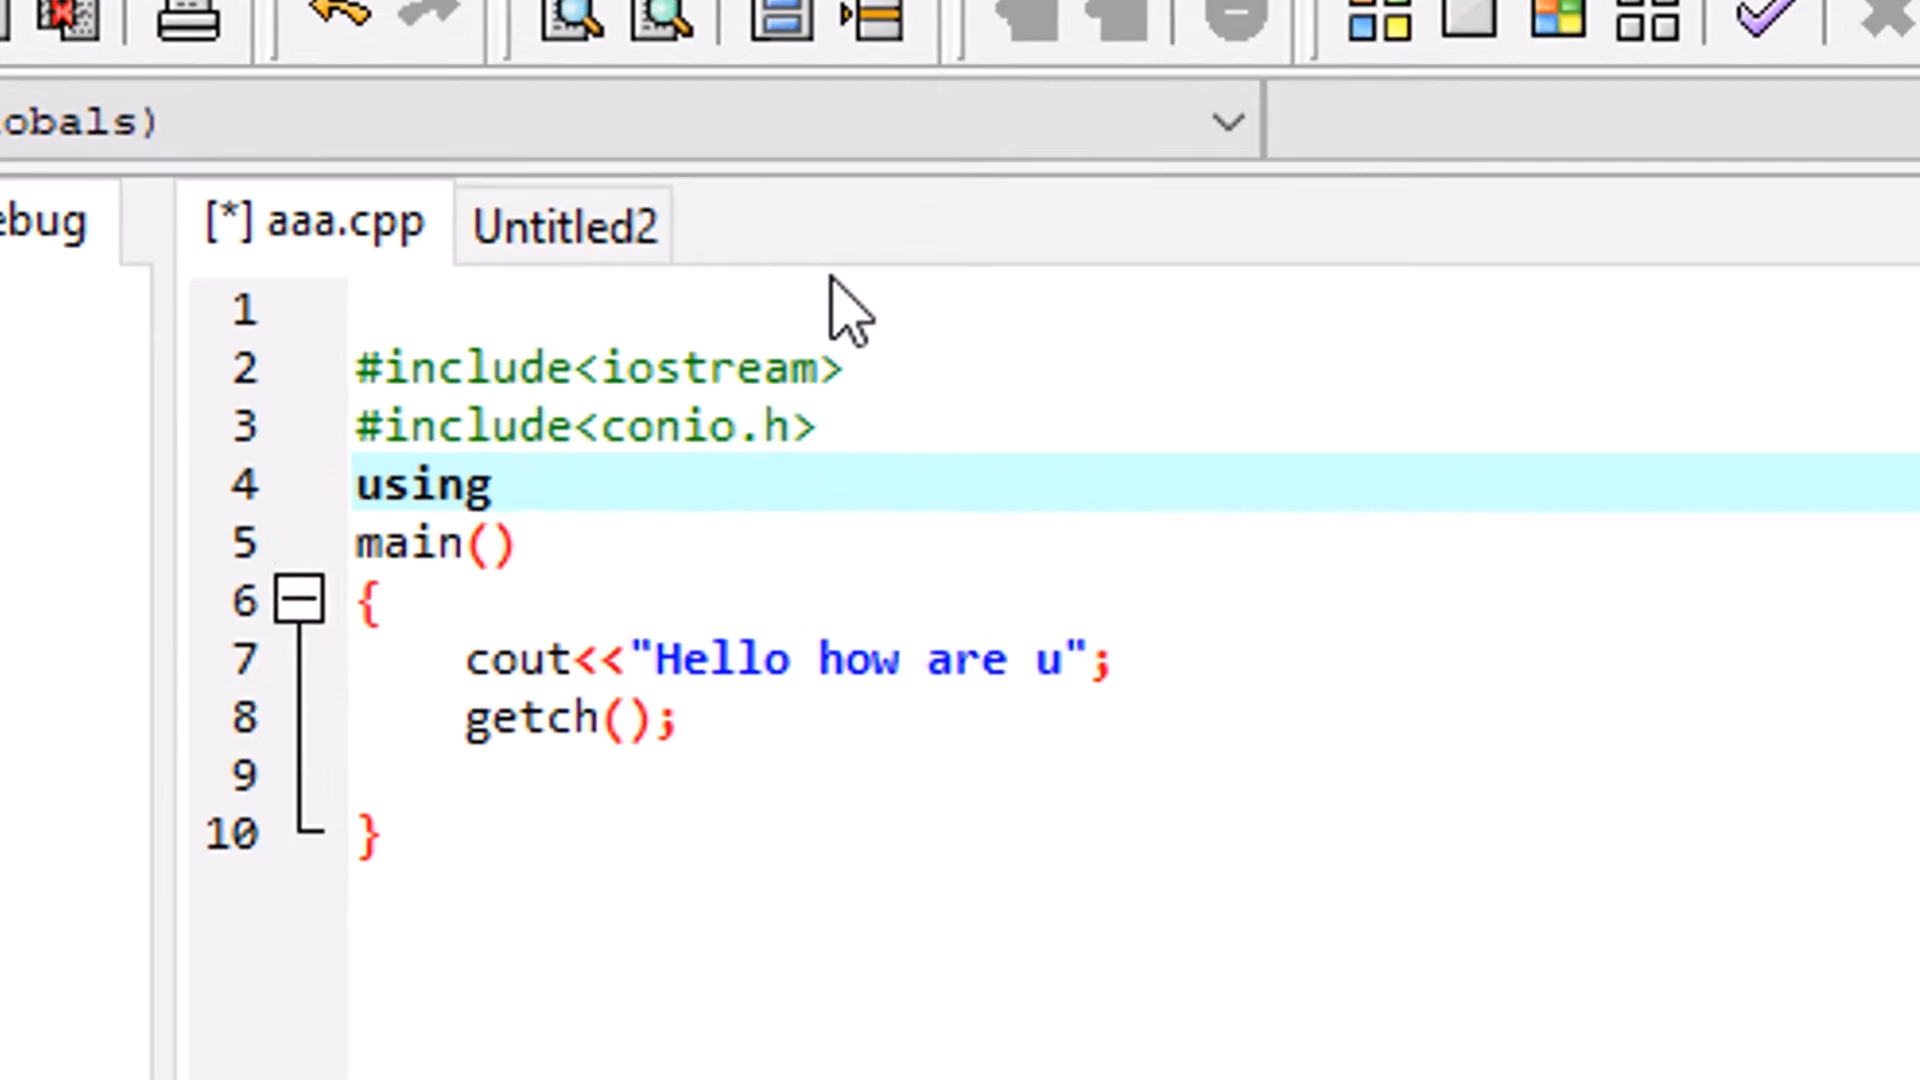 obals)
ebug
[*] aaa.cpp
Untitled2
1
2 #include<iostream>
3 #include<conio.h>
4 using
5 main()
6 {
7 cout<<"Hello how are u";
8 getch();
9
10 }